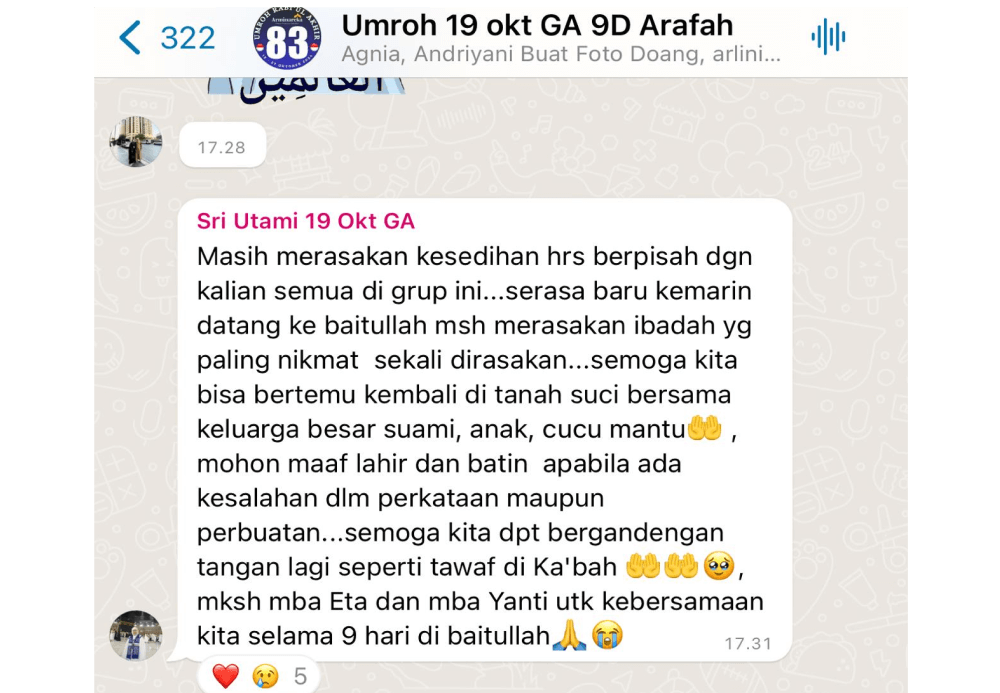 322
83
Umroh 19 okt GA 9D Arafah
Agnia, Andriyani Buat Foto Doang, arlini...
17.28
Sri Utami 19 Okt GA
Masih merasakan kesedihan hrs berpisah dgn
kalian semua di grup ini...serasa baru kemarin
datang ke baitullah msh merasakan ibadah yg
paling nikmat  sekali dirasakan...semoga kita
bisa bertemu kembali di tanah suci bersama
keluarga besar suami, anak, cucu mantu🤲 ,
mohon maaf lahir dan batin  apabila ada
kesalahan dlm perkataan maupun
perbuatan...semoga kita dpt bergandengan
tangan lagi seperti tawaf di Ka'bah 🤲🤲🥹,
mksh mba Eta dan mba Yanti utk kebersamaan
kita selama 9 hari di baitullah🙏😭
17.31
❤️ 😢 5